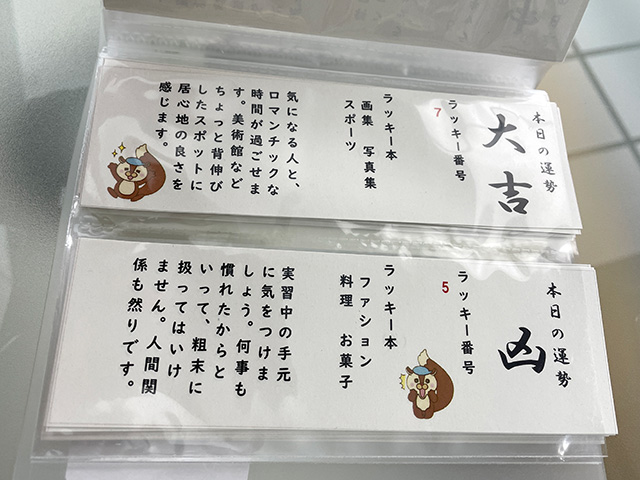 本日の運勢
大吉
ラッキー番号
7
ラッキー本
画集 写真集
スポーツ
気になる人と、
ロマンチックな
時間が過ごせま
す。美術館など
ちょっと背伸び
したスポットに
居心地の良さを
感じます。
本日の運勢
凶
ラッキー番号
5
ラッキー本
ファション
料理 お菓子
実習中の手元
に気をつけま
しょう。何事も
慣れたからと
いって、粗末に
扱ってはいけ
ません。人間関
係も然りです。